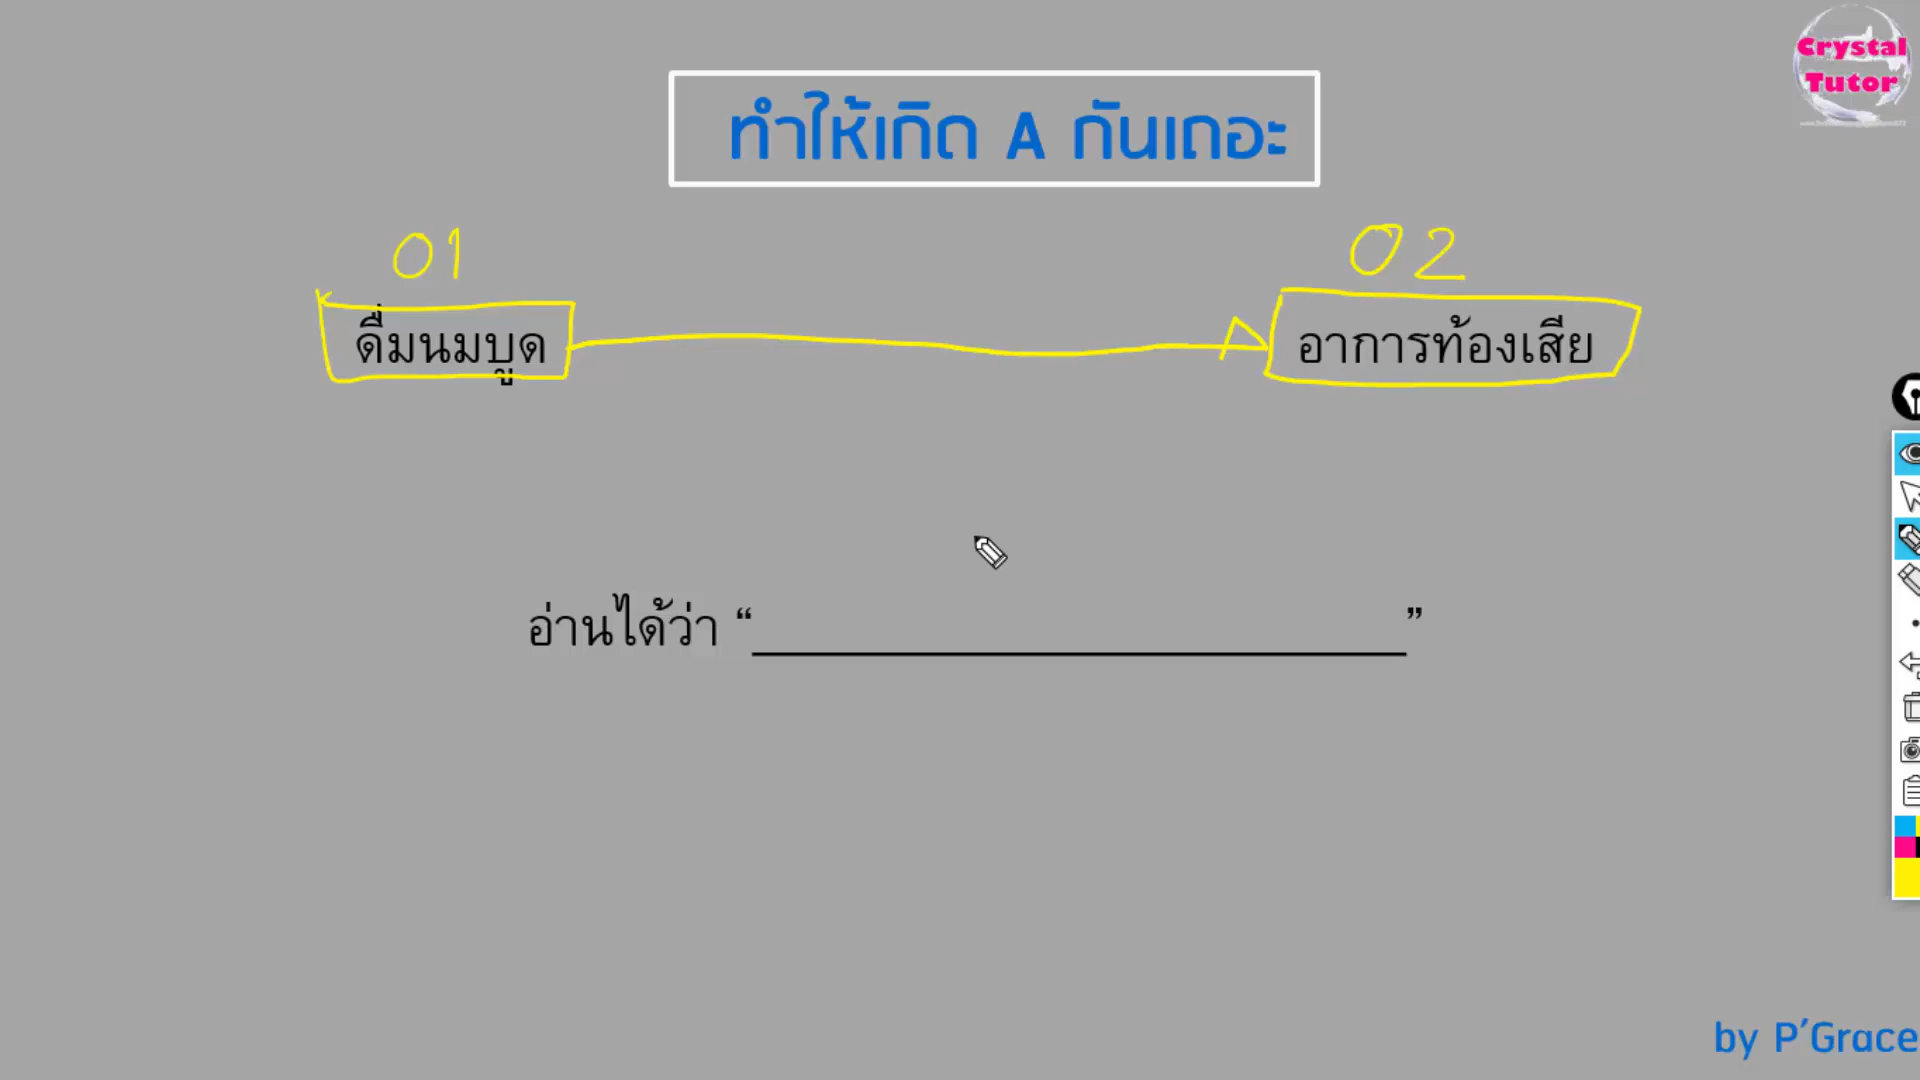 Crystal
Tutor
ทำให้เกิด A กันเถอะ
01
02
ดื่มนมบูด
อาการท้องเสีย
อ่านได้ว่า “______________________”
by P'Grace